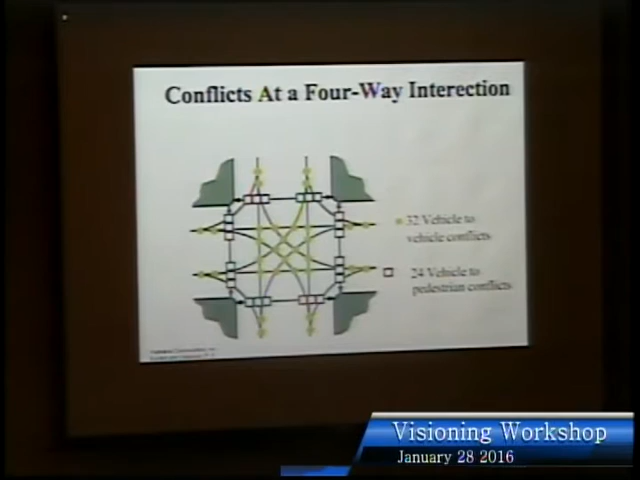 Conflicts At a Four-Way Interection
32 Vehicle to
vehicle conflicts
24 Vehicle to
pedestrian conflicts
Visioning Workshop
January 28 2016